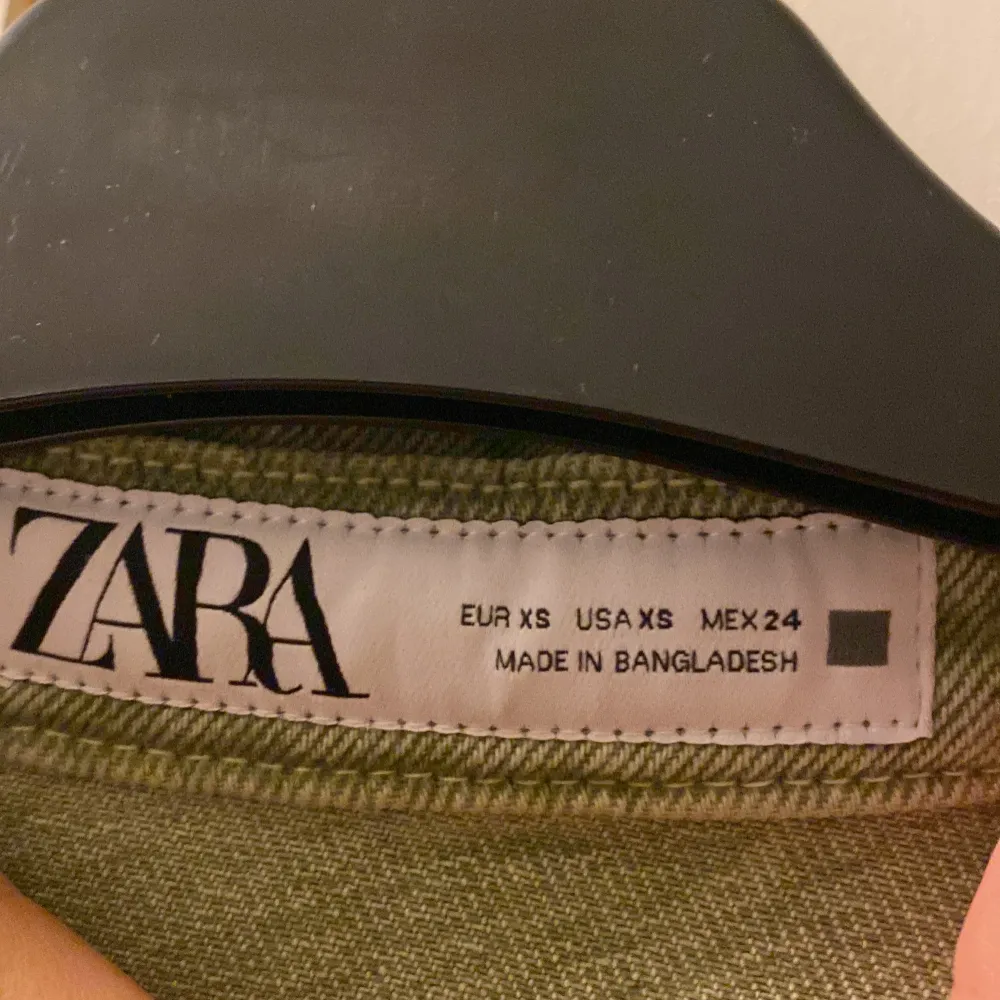 ZARA
EUR XS USA XS MEX 24
MADE IN BANGLADESH